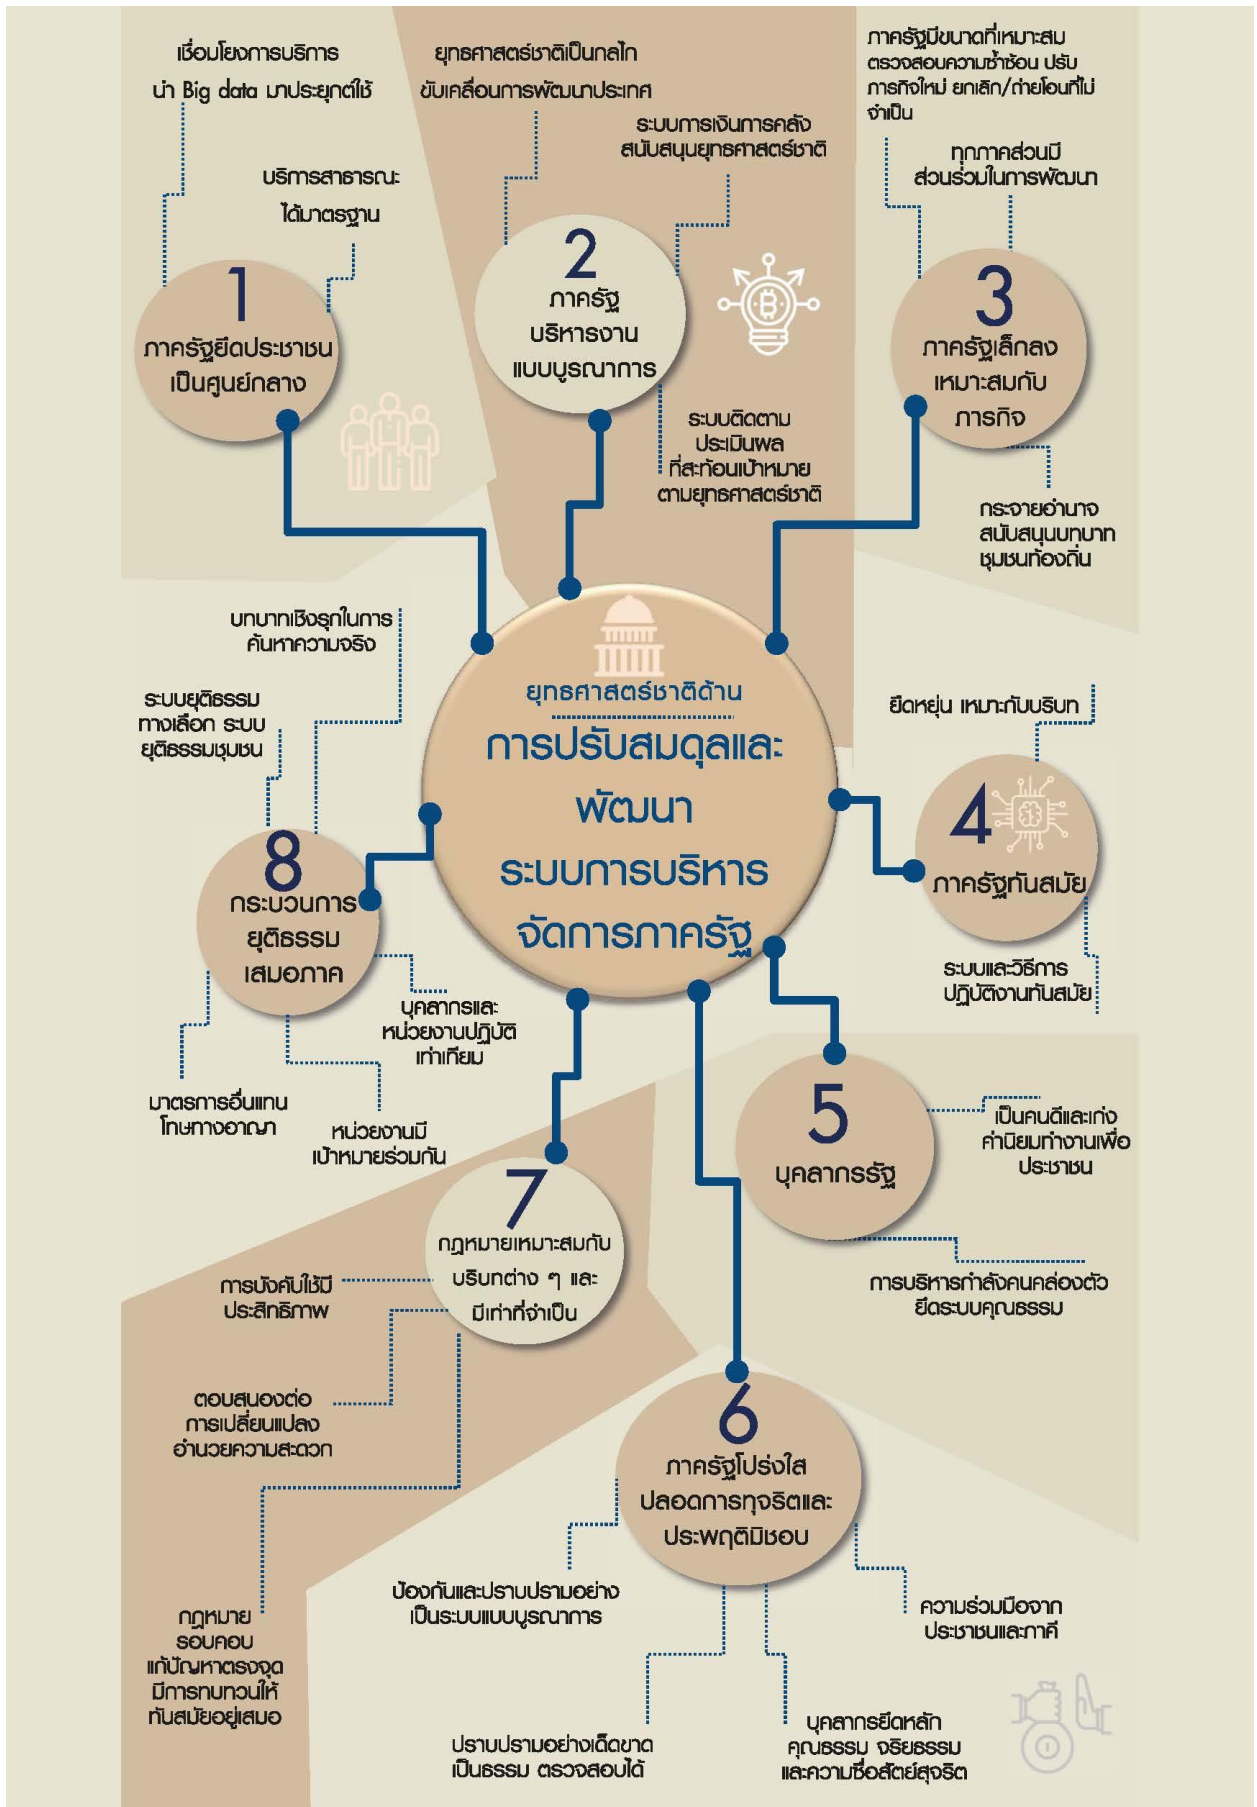 เชื่อมโยงการบริการ
นำ Big data มาประยุกต์ใช้
บริการสาธารณะ
ได้มาตรฐาน
1
ภาครัฐยึดประชาชน
เป็นศูนย์กลาง
ยุทธศาสตร์ชาติเป็นกลไก
ขับเคลื่อนการพัฒนาประเทศ
ระบบการเงินการคลัง
สนับสนุนยุทธศาสตร์ชาติ
2
ภาครัฐ
บริหารงาน
แบบบูรณาการ
ระบบติดตาม
ประเมินผล
ที่สะท้อนเป้าหมาย
ตามยุทธศาสตร์ชาติ
ภาครัฐมีขนาดที่เหมาะสม
ตรวจสอบความซ้ำซ้อน ปรับ
ภารกิจใหม่ ยกเลิก/ถ่ายโอนที่ไม่
จำเป็น
ทุกภาคส่วนมี
ส่วนร่วมในการพัฒนา
3
ภาครัฐเล็กลง
เหมาะสมกับ
ภารกิจ
กระจายอำนาจ
สนับสนุนบทบาท
ชุมชนท้องถิ่น
ยุทธศาสตร์ชาติด้าน
การปรับสมดุลและ
พัฒนา
ระบบการบริหาร
จัดการภาครัฐ
ยืดหยุ่น เหมาะกับบริบท
4
ภาครัฐทันสมัย
ระบบและวิธีการ
ปฏิบัติงานทันสมัย
5
บุคลากรรัฐ
เป็นคนดีและเก่ง
ค่านิยมทำงานเพื่อ
ประชาชน
การบริหารกำลังคนคล่องตัว
ยึดระบบคุณธรรม
6
ภาครัฐโปร่งใส
ปลอดการทุจริตและ
ประพฤติมิชอบ
ป้องกันและปราบปรามอย่าง
เป็นระบบแบบบูรณาการ
ความร่วมมือจาก
ประชาชนและภาคี
ปราบปรามอย่างเด็ดขาด
เป็นธรรม ตรวจสอบได้
บุคลากรยึดหลัก
คุณธรรม จริยธรรม
และความซื่อสัตย์สุจริต
7
กฎหมายเหมาะสมกับ
บริบทต่าง ๆ และ
มีเท่าที่จำเป็น
การบังคับใช้มี
ประสิทธิภาพ
ตอบสนองต่อ
การเปลี่ยนแปลง
อำนวยความสะดวก
กฎหมาย
รอบคอบ
แก้ปัญหาตรงจุด
มีการทบทวนให้
ทันสมัยอยู่เสมอ
บทบาทเชิงรุกในการ
ค้นหาความจริง
ระบบยุติธรรม
ทางเลือก ระบบ
ยุติธรรมชุมชน
8
กระบวนการ
ยุติธรรม
เสมอภาค
บุคลากรและ
หน่วยงานปฏิบัติ
เท่าเทียม
มาตรการอื่นแทน
โทษทางอาญา
หน่วยงานมี
เป้าหมายร่วมกัน